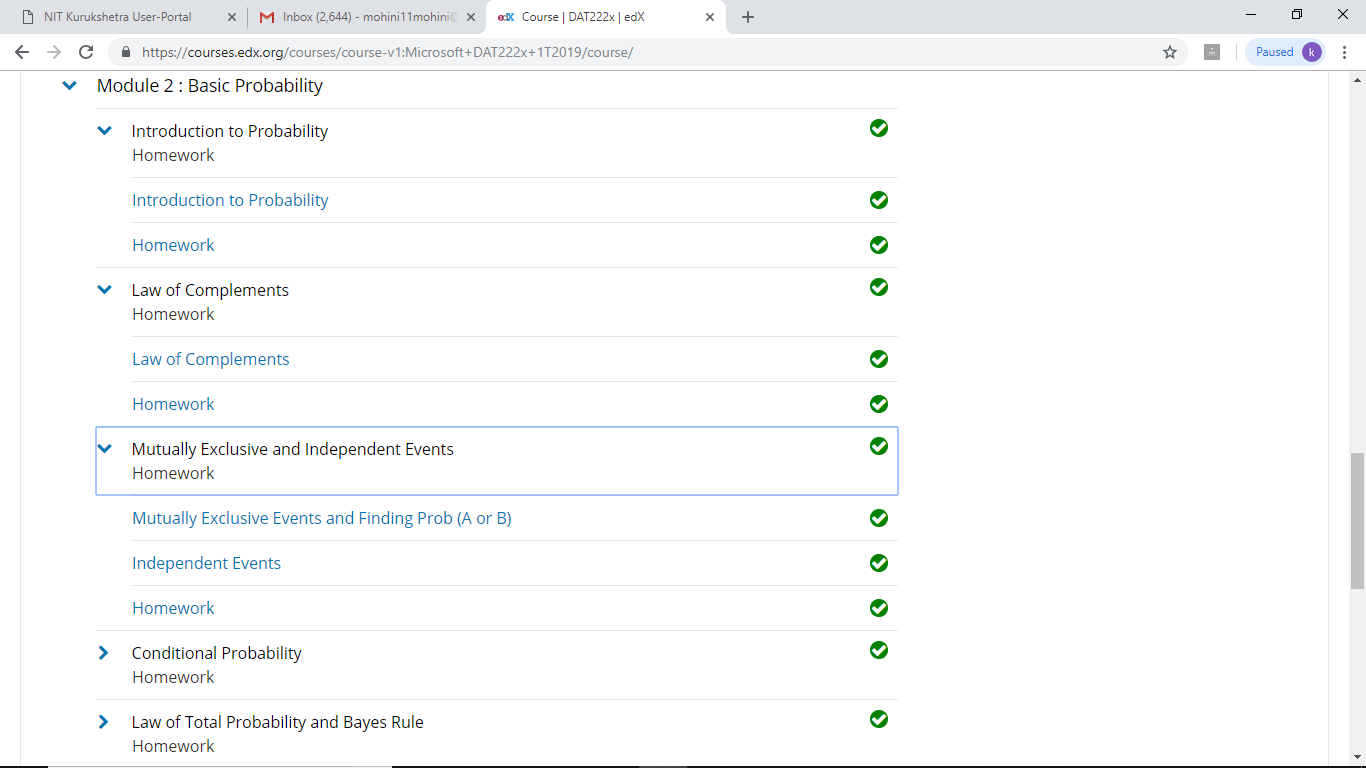 NIT Kurukshetra User-Portal
Inbox (2,644) - mohini11mohini@
edX Course | DAT222x | edX
https://courses.edx.org/courses/course-v1:Microsoft+DAT222x+1T2019/course/
Paused k
Module 2 : Basic Probability
Introduction to Probability
Homework
Introduction to Probability
Homework
Law of Complements
Homework
Law of Complements
Homework
Mutually Exclusive and Independent Events
Homework
Mutually Exclusive Events and Finding Prob (A or B)
Independent Events
Homework
Conditional Probability
Homework
Law of Total Probability and Bayes Rule
Homework